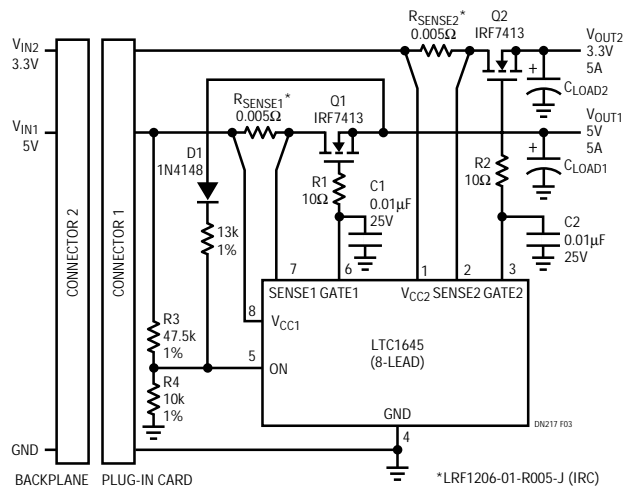 RSENSE2*
0.005Ω
Q2
IRF7413
VIN2
3.3V
VOUT2
3.3V
5A
CLOAD2
+
RSENSE1*
0.005Ω
Q1
IRF7413
VIN1
5V
VOUT1
5V
5A
CLOAD1
+
D1
1N4148
R1
10Ω
C1
0.01µF
25V
R2
10Ω
C2
0.01µF
25V
13k
1%
CONNECTOR 2
CONNECTOR 1
7
6
1
2
3
SENSE1 GATE1
VCC2 SENSE2 GATE2
8
VCC1
R3
47.5k
1%
LTC1645
(8-LEAD)
5
ON
R4
10k
1%
GND
4
DN217 F03
GND
BACKPLANE PLUG-IN CARD
*LRF1206-01-R005-J (IRC)